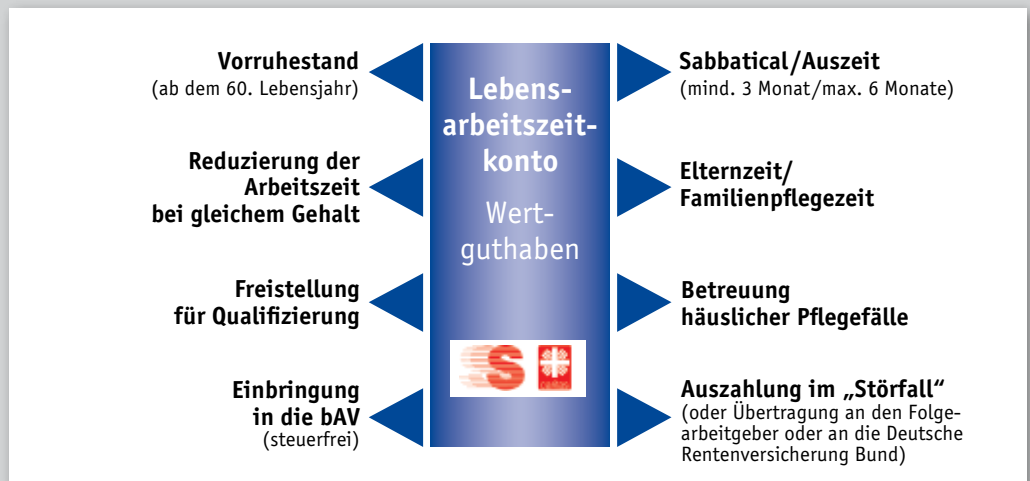 Vorruhestand
(ab dem 60. Lebensjahr)
Reduzierung der
Arbeitszeit
bei gleichem Gehalt
Freistellung
für Qualifizierung
Einbringung
in die bAV
(steuerfrei)
Lebens-
arbeitszeit-
konto
Wert-
guthaben
S
Sabbatical/Auszeit
(mind. 3 Monat/max. 6 Monate)
Elternzeit/
Familienpflegezeit
Betreuung
häuslicher Pflegefälle
Auszahlung im „Störfall“
(oder Übertragung an den Folge-
arbeitgeber oder an die Deutsche
Rentenversicherung Bund)